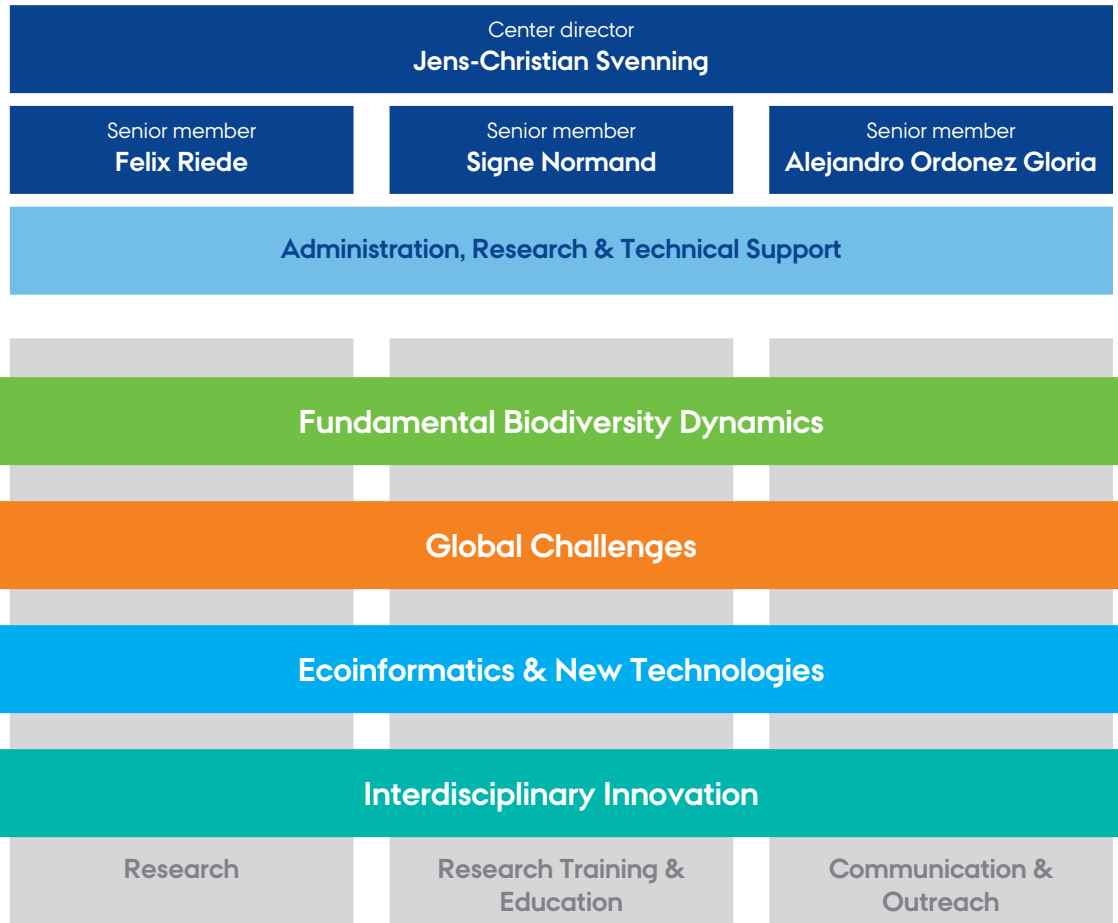 Center director
Jens-Christian Svenning
Senior member
Felix Riede
Senior member
Signe Normand
Senior member
Alejandro Ordonez Gloria
Administration, Research & Technical Support
Fundamental Biodiversity Dynamics
Global Challenges
Ecoinformatics & New Technologies
Interdisciplinary Innovation
Research
Research Training &
Education
Communication &
Outreach